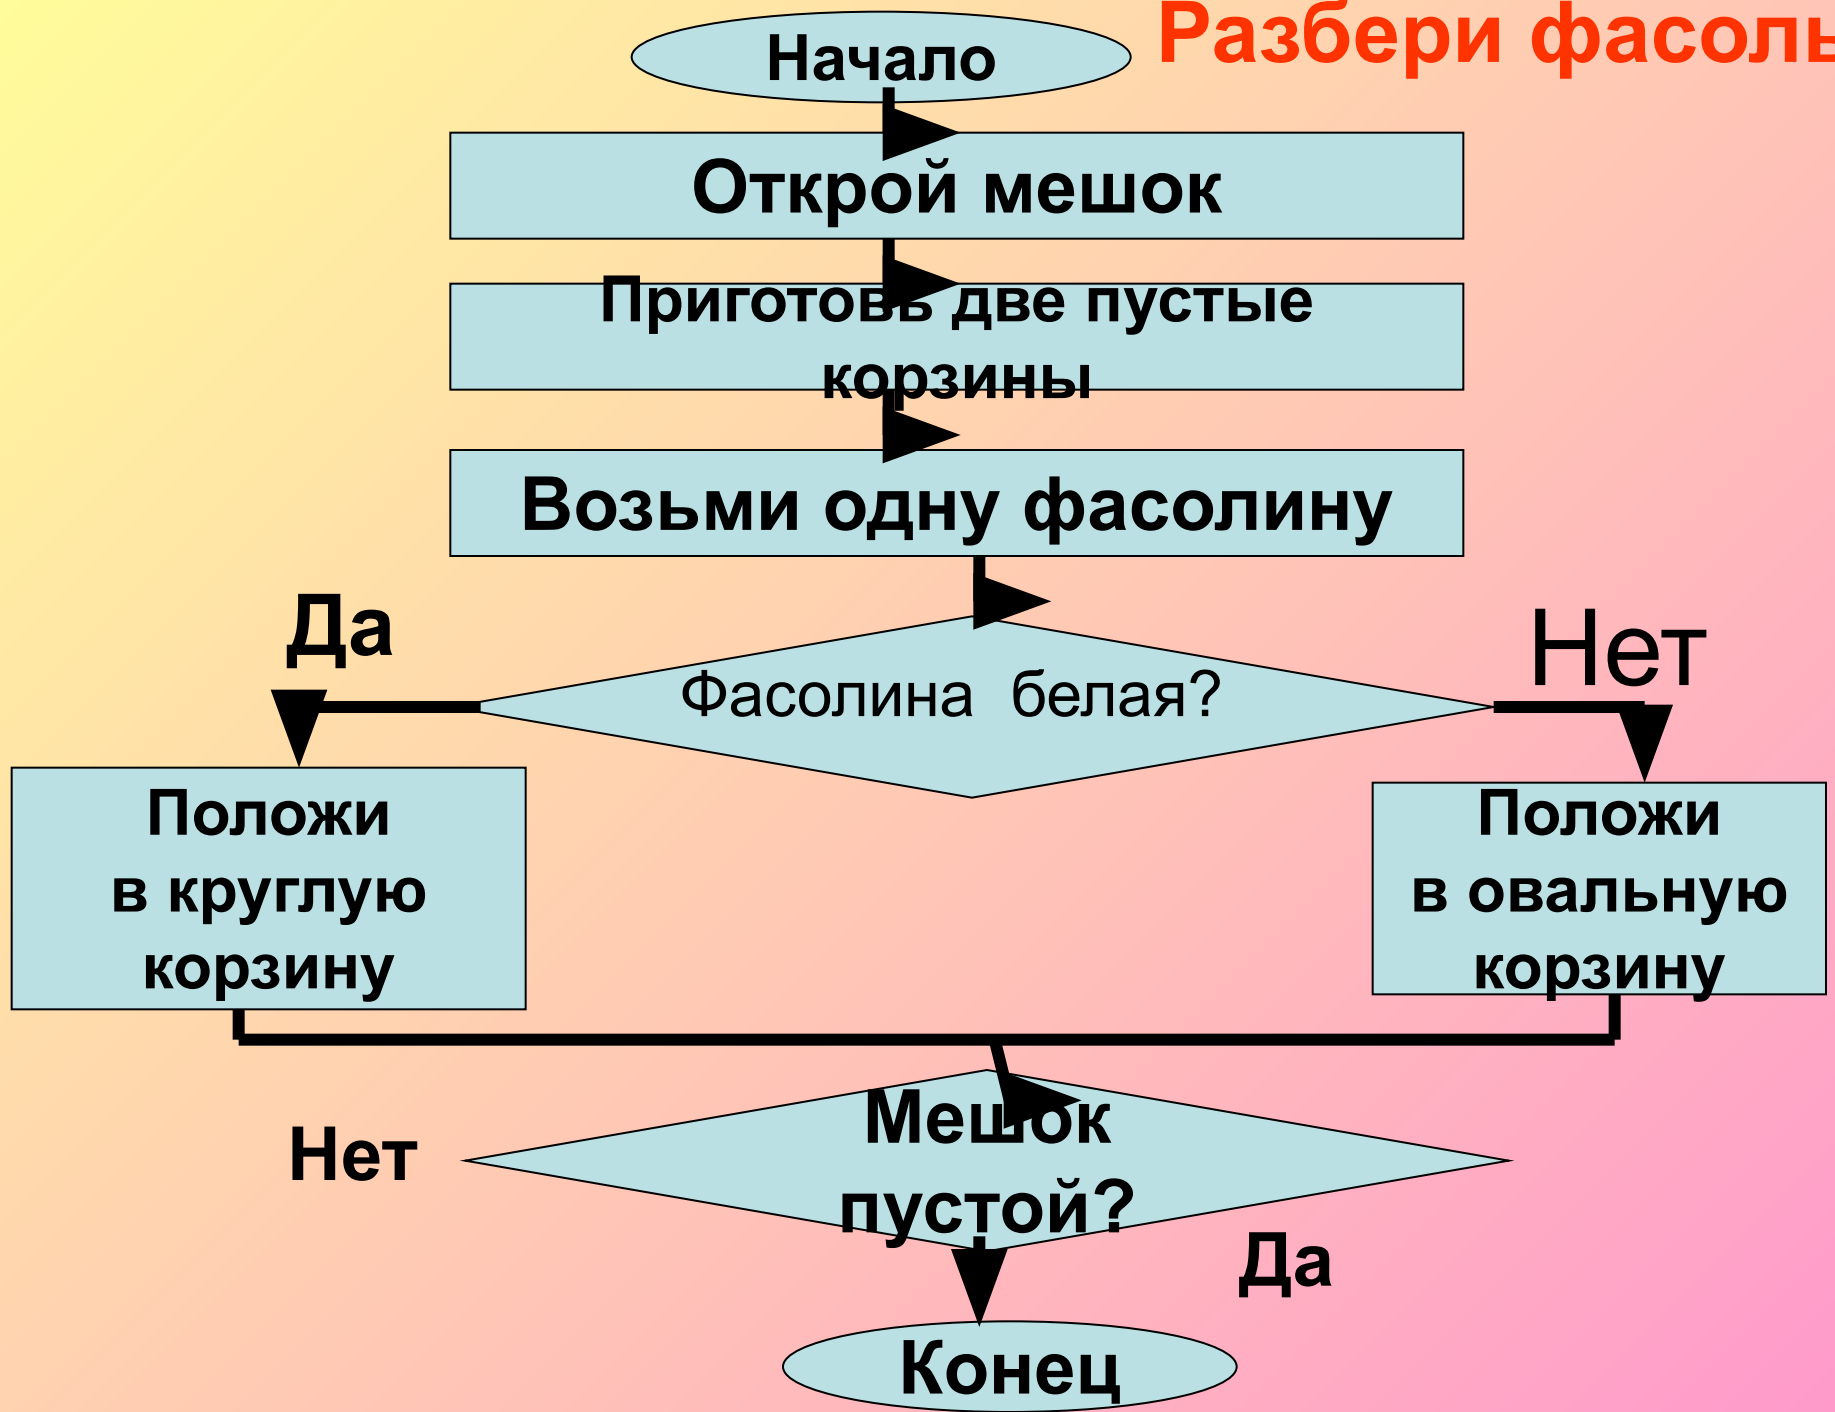 Разбери фасоль
Начало
Открой мешок
Приготовь две пустые
корзины
Возьми одну фасолину
Да
Нет
Фасолина белая?
Положи
в круглую
корзину
Положи
в овальную
корзину
Мешок
пустой?
Нет
Да
Конец